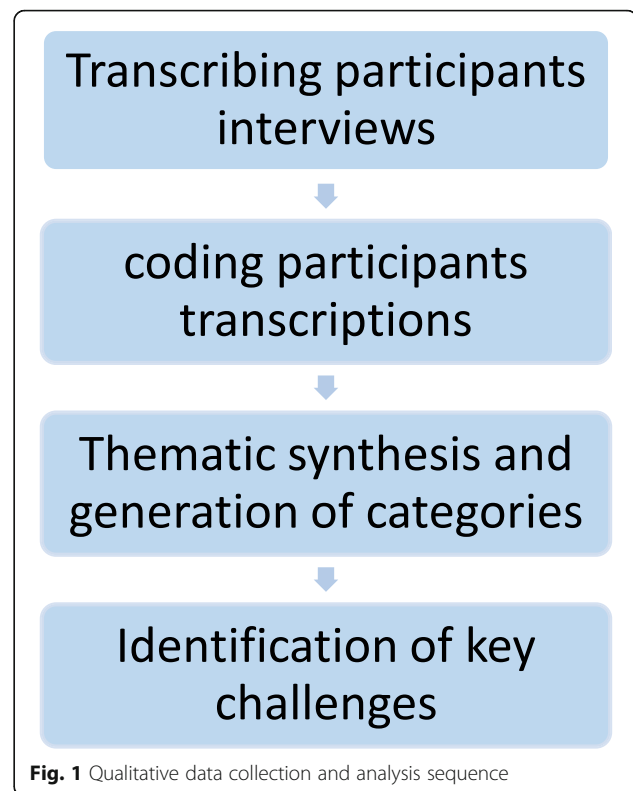 Transcribing participants
interviews
coding participants
transcriptions
Thematic synthesis and
generation of categories
Identification of key
challenges
Fig. 1 Qualitative data collection and analysis sequence